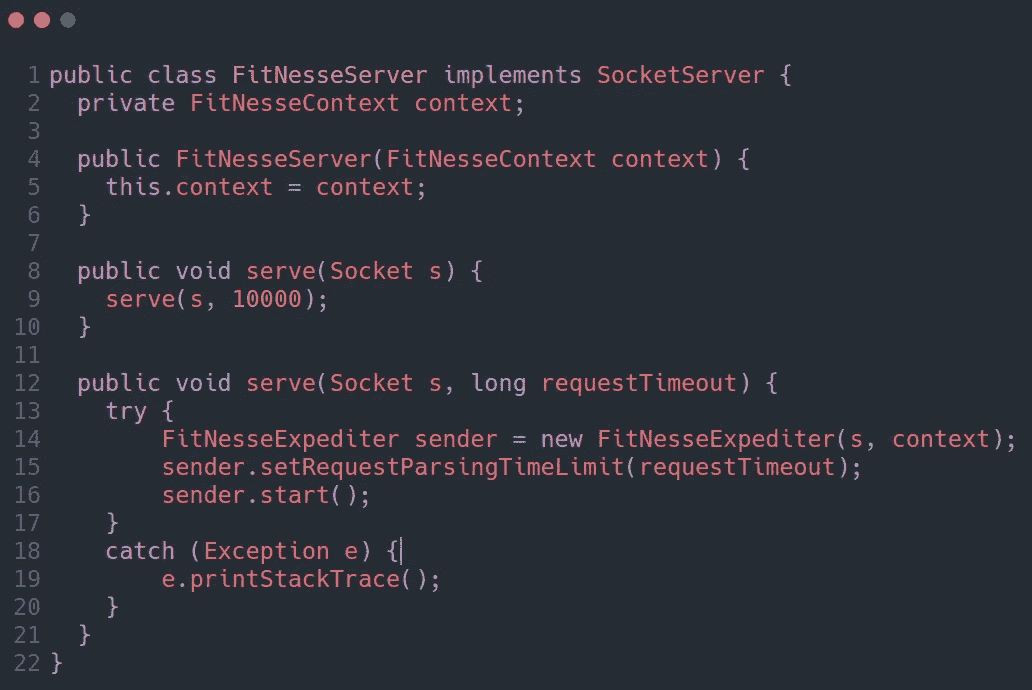 1 public class FitNesseServer implements SocketServer {
2   private FitNesseContext context;
3
4   public FitNesseServer(FitNesseContext context) {
5     this.context = context;
6   }
7
8   public void serve(Socket s) {
9     serve(s, 10000);
10   }
11
12   public void serve(Socket s, long requestTimeout) {
13     try {
14         FitNesseExpediter sender = new FitNesseExpediter(s, context);
15         sender.setRequestParsingTimeLimit(requestTimeout);
16         sender.start();
17     }
18     catch (Exception e) {
19         e.printStackTrace();
20     }
21   }
22 }